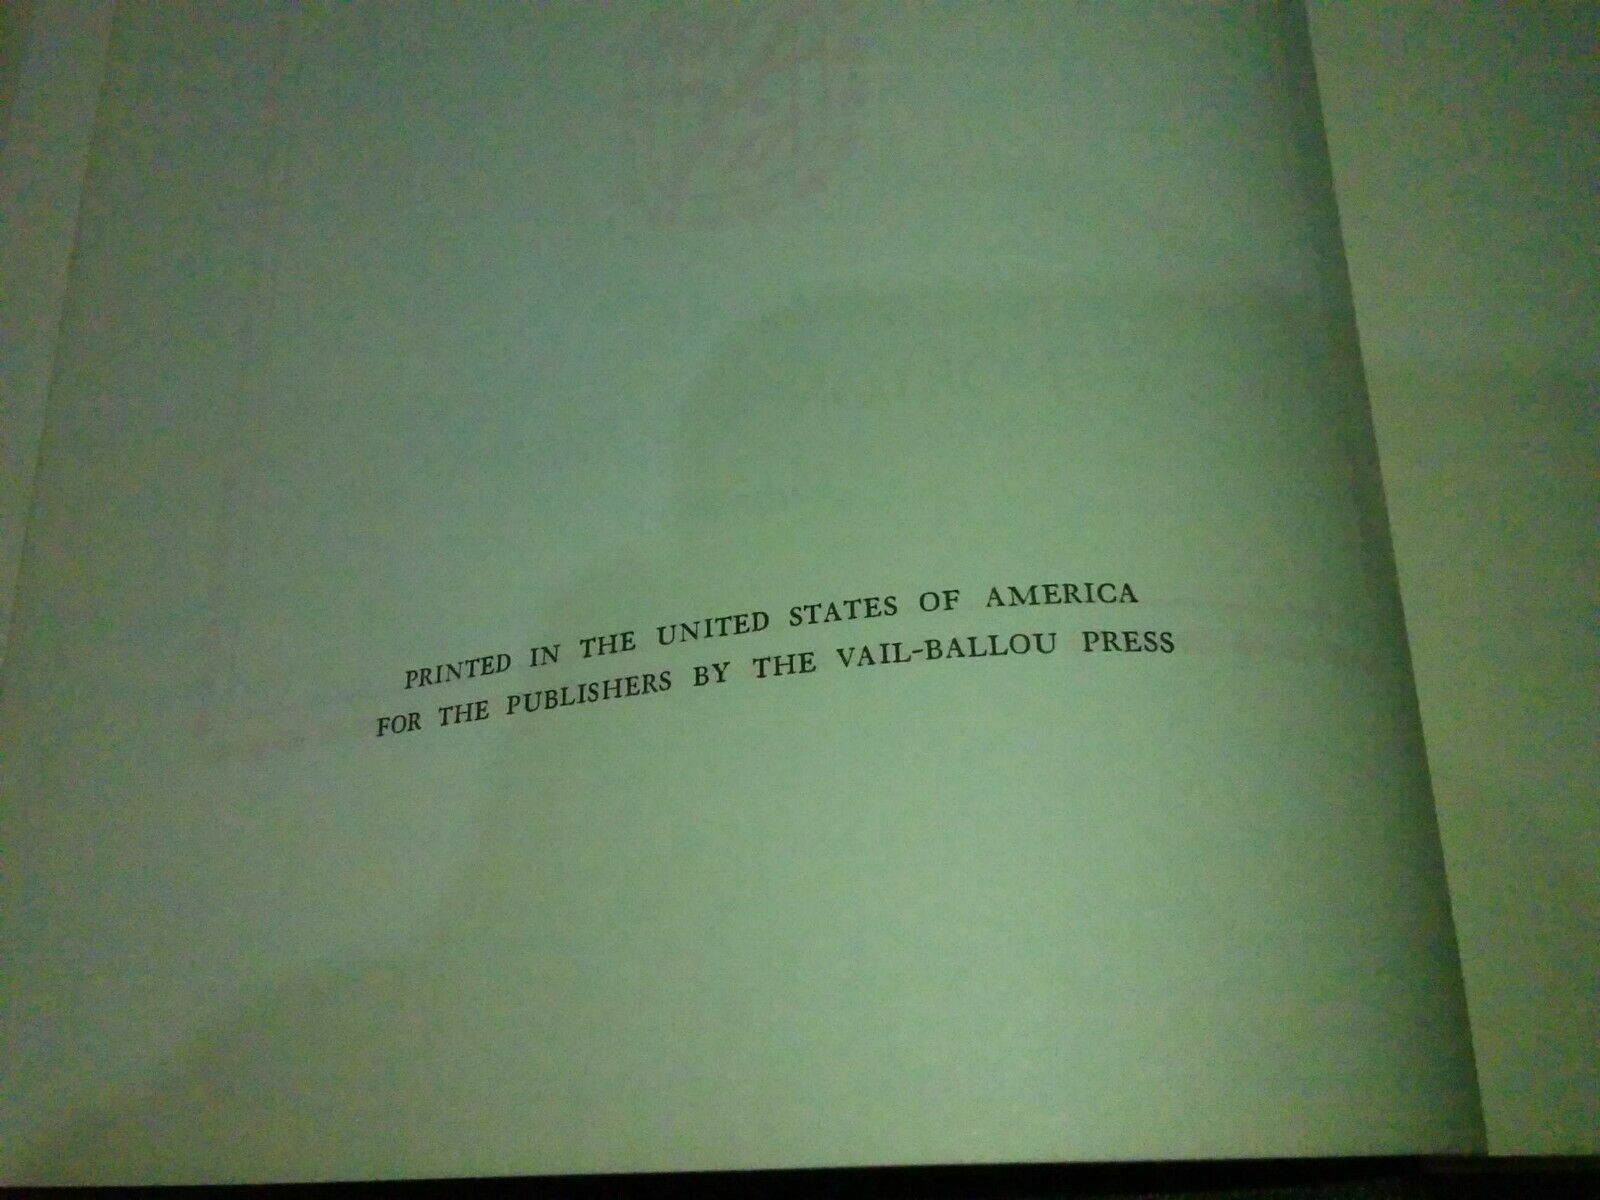 PRINTED IN THE UNITED STATES OF AMERICA
FOR THE PUBLISHERS BY THE VAIL-BALLOU PRESS